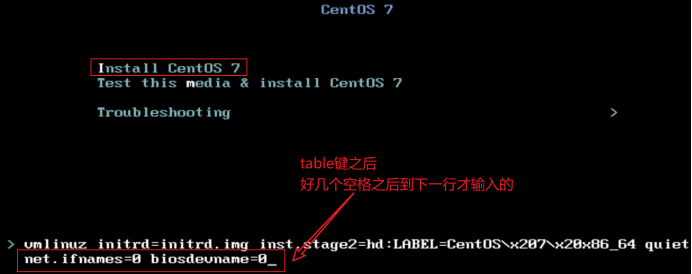 CentOS 7
Install CentOS 7
Test this media & install CentOS 7
Troubleshooting >
table键之后
好几个空格之后到下一行才输入的
> vmlinuz initrd=initrd.img inst.stage2=hd:LABEL=CentOS\x207\x20x86_64 quiet
net.ifnames=0 biosdevname=0_